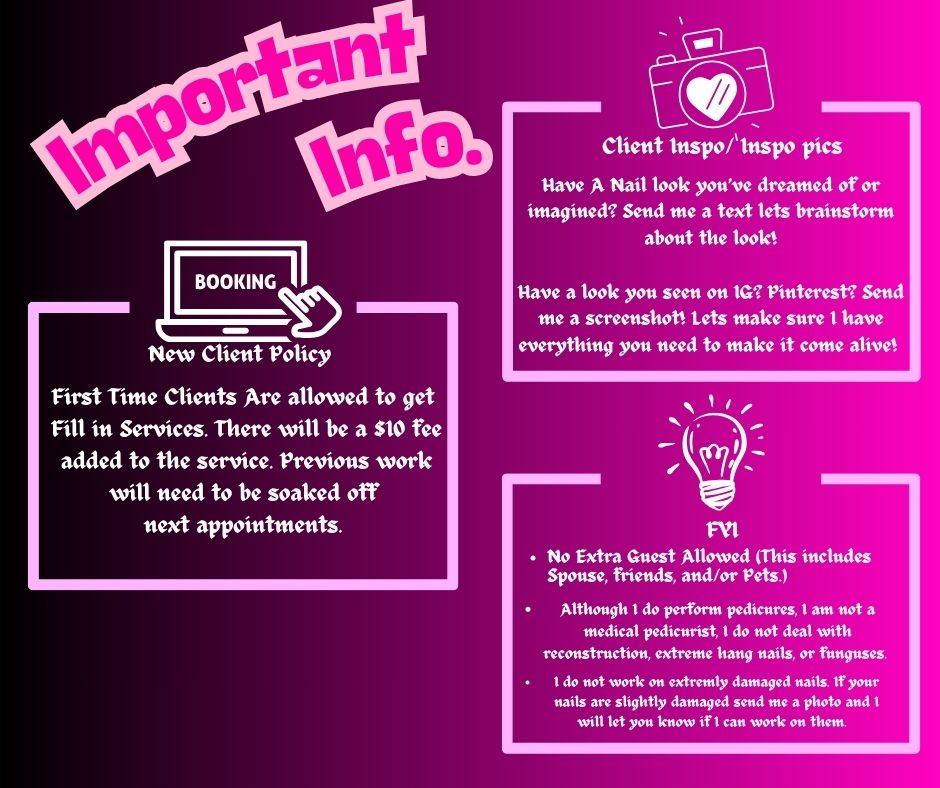 Important
Info.
BOOKING
New Client Policy
First Time Clients Are allowed to get
Fill in Services. There will be a $10 fee
added to the service. Previous work
will need to be soaked off
next appointments.
Client Inspo/ Inspo pics
Have A Nail look you've dreamed of or
imagined? Send me a text lets brainstorm
about the look!
Have a look you seen on IG? Pinterest? Send
me a screenshot! Lets make sure I have
everything you need to make it come alive!
FYI
• No Extra Guest Allowed (This includes
Spouse, friends, and/or Pets.)
• Although I do perform pedicures, I am not a
medical pedicurist, I do not deal with
reconstruction, extreme hang nails, or funguses.
• I do not work on extremly damaged nails. If your
nails are slightly damaged send me a photo and I
will let you know if I can work on them.